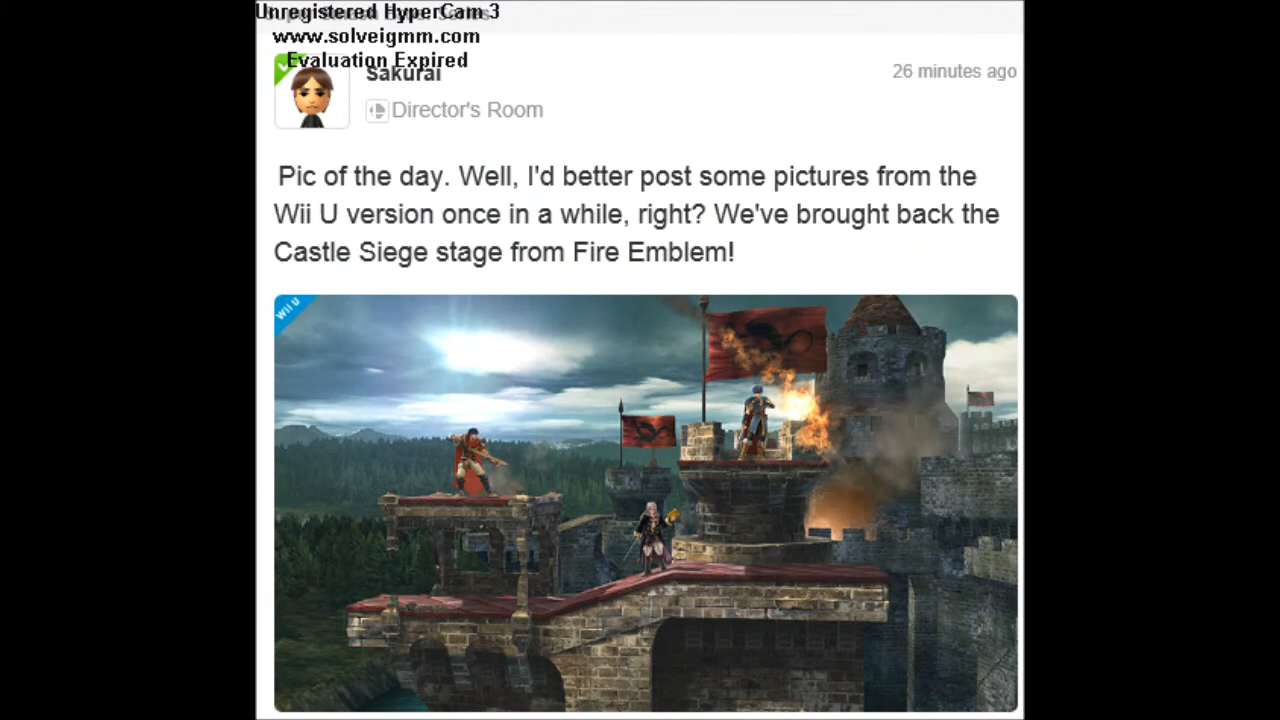 Unregistered HyperCam 3
www.solveigmm.com
Evaluation Expired
Sakurai
26 minutes ago
Director's Room
Pic of the day. Well, I'd better post some pictures from the
Wii U version once in a while, right? We've brought back the
Castle Siege stage from Fire Emblem!
Wii U